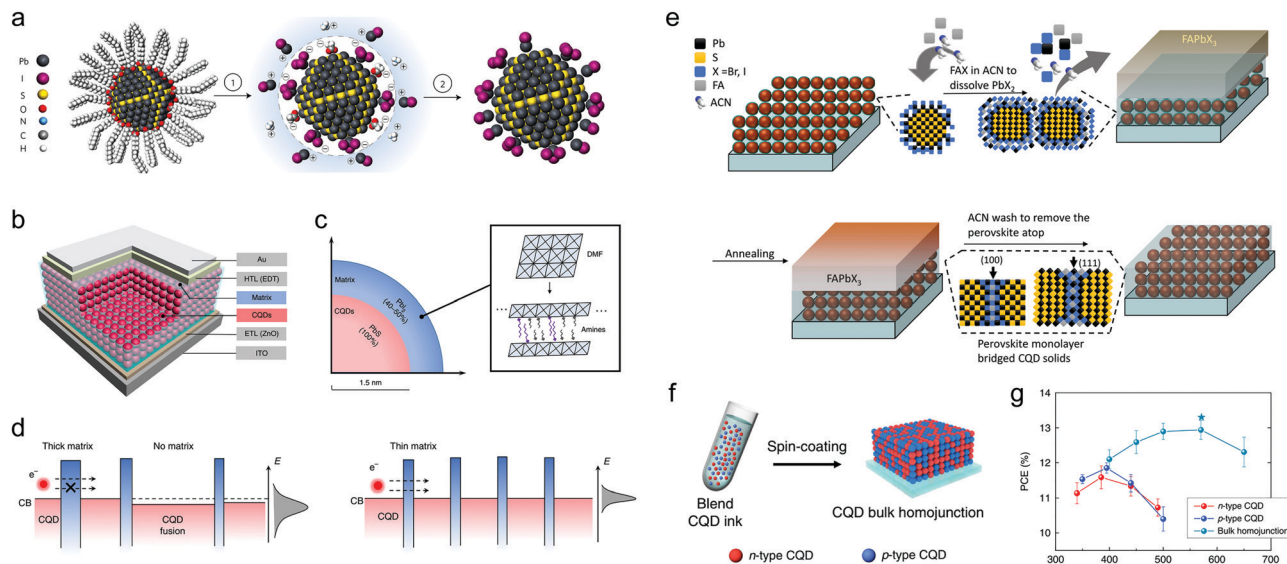 a
Pb
I
S
O
N
C
H
1
2
b
Au
HTL (EDT)
Matrix
CQDs
ETL (ZnO)
ITO
c
Matrix
CQDs
PbI2
(40–50%)
PbS
(100%)
1.5 nm
DMF
Amines
d
Thick matrix
No matrix
E
e−
CB
CQD
CQD
fusion
Thin matrix
E
e−
CB
CQD
e
Pb
S
X =Br, I
FA
ACN
FAX in ACN to
dissolve PbX2
FAPbX3
Annealing
FAPbX3
ACN wash to remove the
perovskite atop
(100)
(111)
Perovskite monolayer
bridged CQD solids
f
Blend
CQD ink
Spin-coating
CQD bulk homojunction
n-type CQD
p-type CQD
g
PCE (%)
14
13
12
11
10
300
400
500
600
700
n-type CQD
p-type CQD
Bulk homojunction